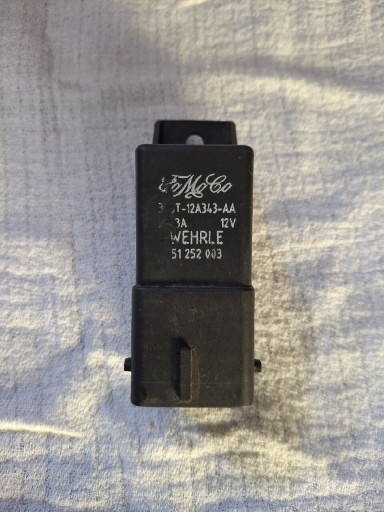 FoMoCo
T-12A343-AA
12V
WEHRLE
51 252 003